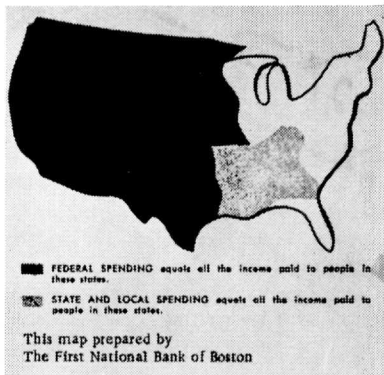 FEDERAL SPENDING equals all the income paid to people in
these states.
STATE AND LOCAL SPENDING equals all the income paid to
people in these states.
This map prepared by
The First National Bank of Boston